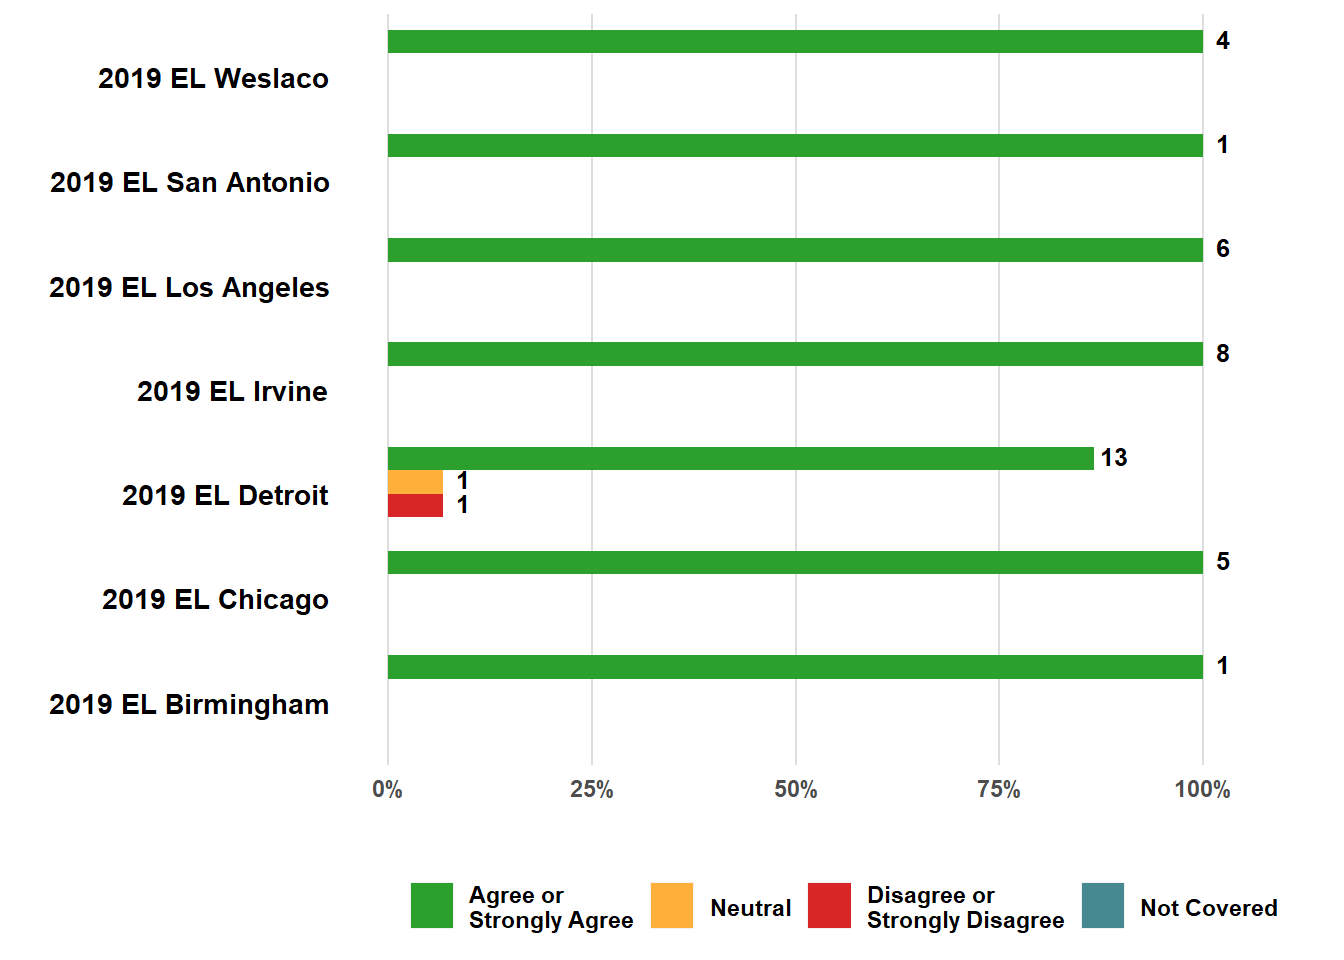 4
2019 EL Weslaco
1
2019 EL San Antonio
6
2019 EL Los Angeles
8
2019 EL Irvine
13
1
2019 EL Detroit
1
5
2019 EL Chicago
1
2019 EL Birmingham
0% 25% 50% 75% 100%
Agree or
Strongly Agree
Neutral
Disagree or
Strongly Disagree
Not Covered